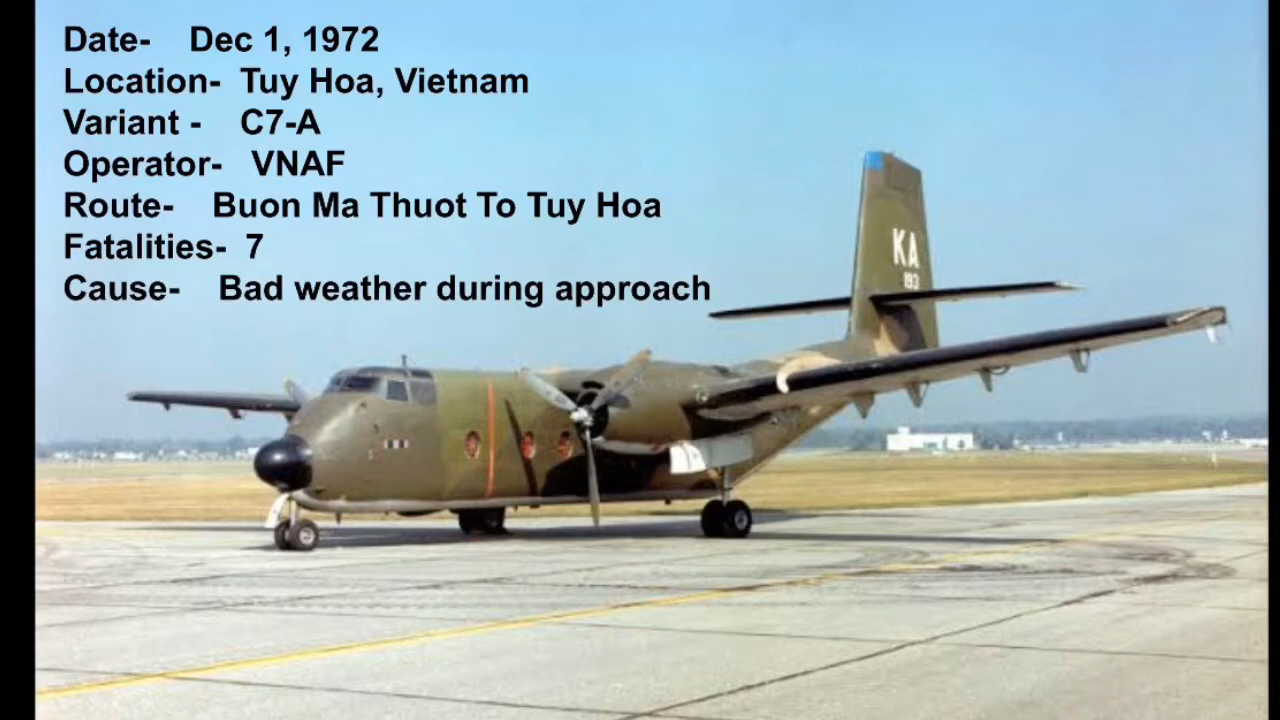 Date- Dec 1, 1972
Location- Tuy Hoa, Vietnam
Variant - C7-A
Operator- VNAF
Route- Buon Ma Thuot To Tuy Hoa
Fatalities- 7
Cause- Bad weather during approach
KA
193